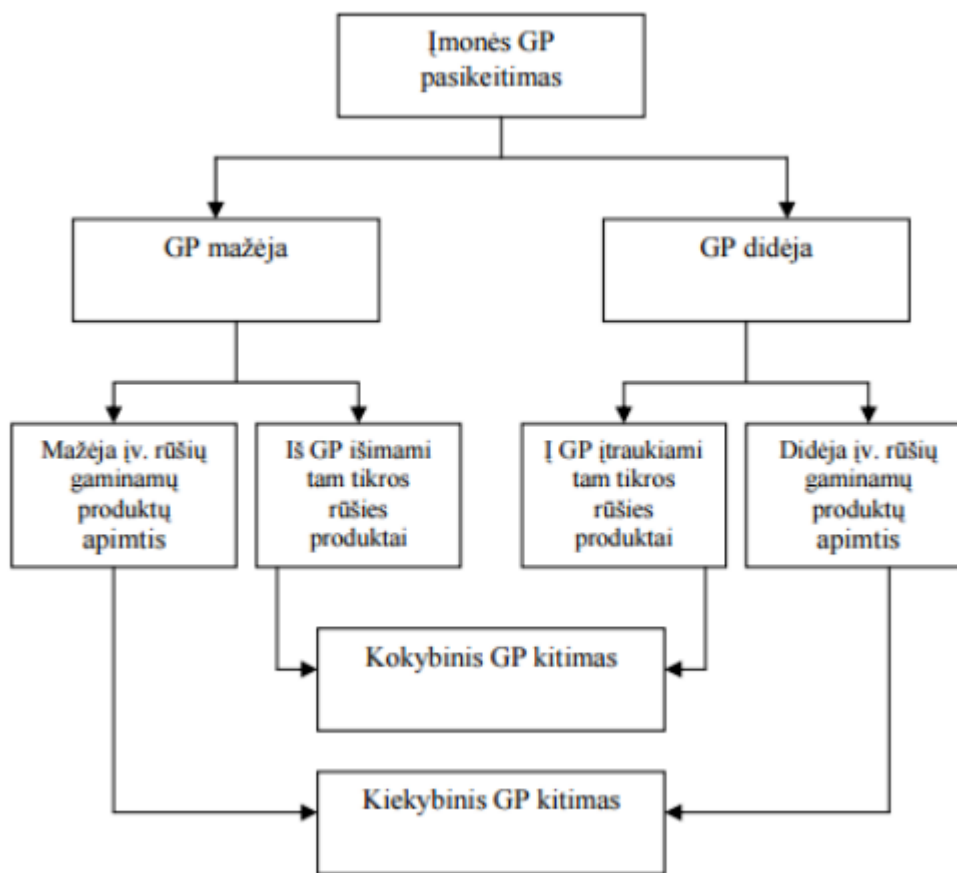 Įmonės GP
pasikeitimas
GP mažėja
GP didėja
Mažėja įv. rūšių
gaminamų
produktų
apimtis
Iš GP išimami
tam tikros
rūšies
produktai
Į GP įtraukiami
tam tikros
rūšies
produktai
Didėja įv. rūšių
gaminamų
produktų
apimtis
Kokybinis GP kitimas
Kiekybinis GP kitimas